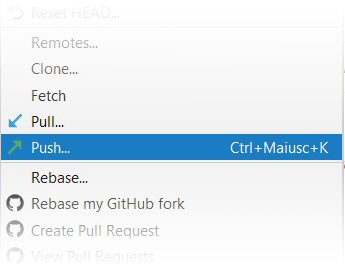 Reset HEAD...
Remotes...
Clone...
Fetch
Pull...
Push... Ctrl+Maiusc+K
Rebase...
Rebase my GitHub fork
Create Pull Request
View Pull Requests